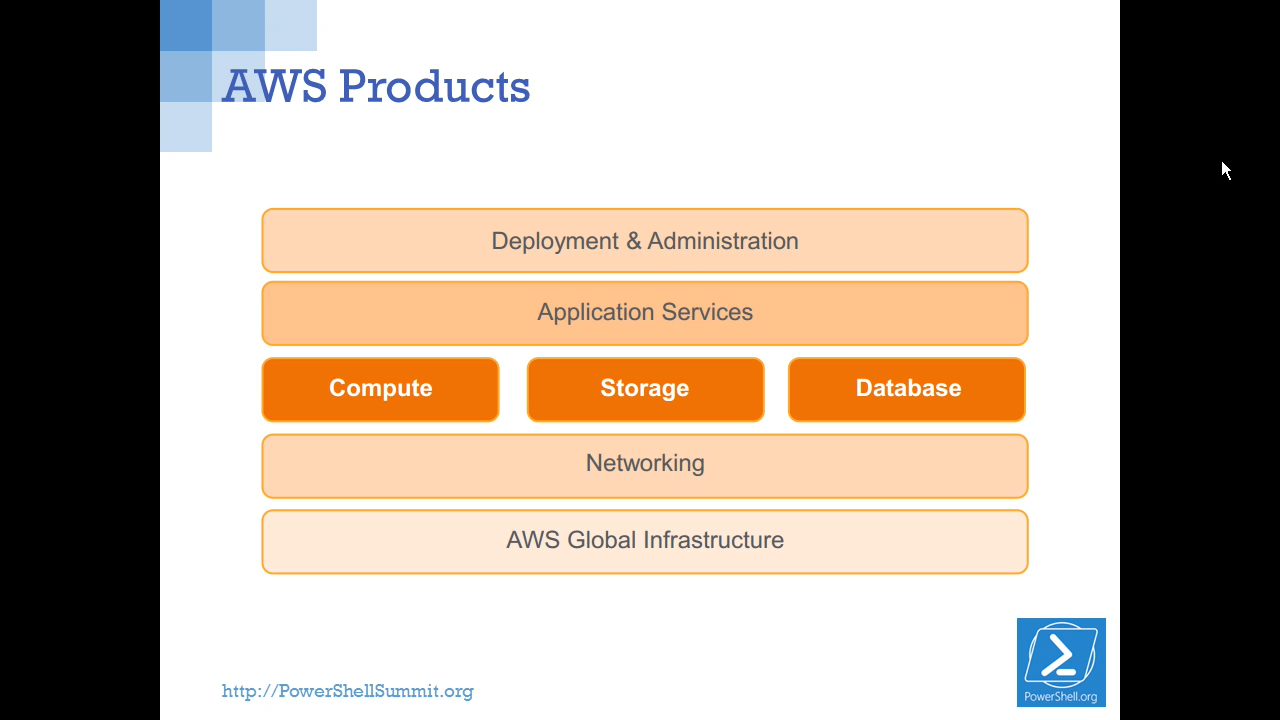 AWS Products
Deployment & Administration
Application Services
Compute
Storage
Database
Networking
AWS Global Infrastructure
http://PowerShellSummit.org
PowerShell.org